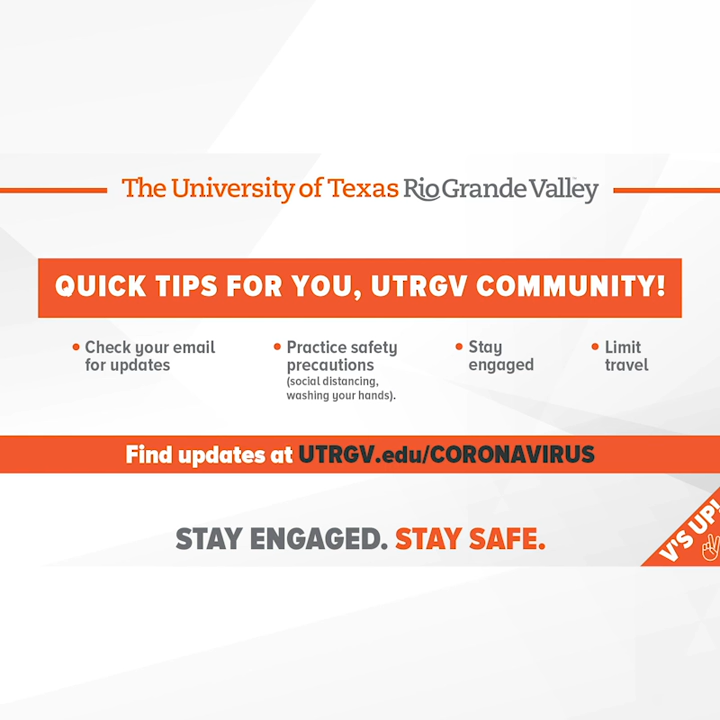 The University of Texas Rio Grande Valley
QUICK TIPS FOR YOU, UTRGV COMMUNITY!
• Check your email
for updates
• Practice safety
precautions
(social distancing,
washing your hands).
• Stay
engaged
• Limit
travel
Find updates at UTRGV.edu/CORONAVIRUS
STAY ENGAGED. STAY SAFE.
V'S UP!